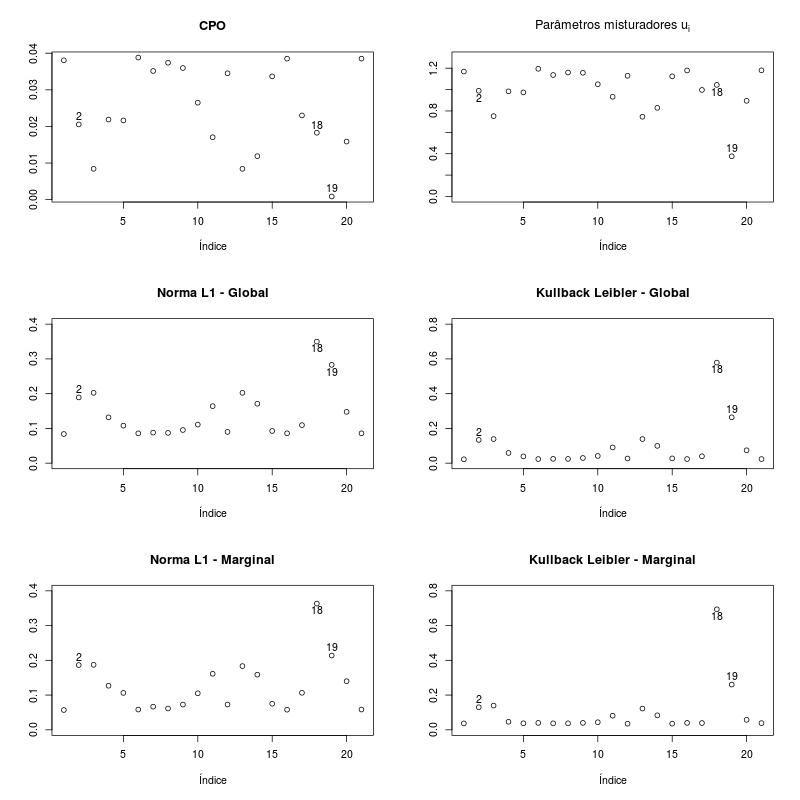 CPO
0.00 0.01 0.02 0.03 0.04
2
18
19
5 10 15 20
Índice
Parâmetros misturadores ui
0.0 0.4 0.8 1.2
2
18
19
5 10 15 20
Índice
Norma L1 - Global
0.0 0.1 0.2 0.3 0.4
2
18
19
5 10 15 20
Índice
Kullback Leibler - Global
0.0 0.2 0.4 0.6 0.8
2
18
19
5 10 15 20
Índice
Norma L1 - Marginal
0.0 0.1 0.2 0.3 0.4
2
18
19
5 10 15 20
Índice
Kullback Leibler - Marginal
0.0 0.2 0.4 0.6 0.8
2
18
19
5 10 15 20
Índice